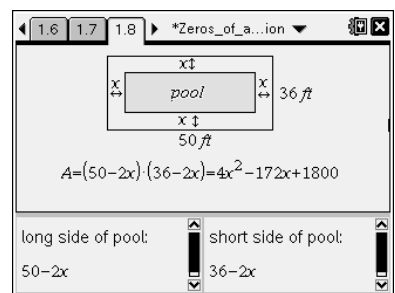 1.6 1.7 1.8 *Zeros_of_a...ion
x
x pool x 36 ft
x
50 ft
A=(50−2x)·(36−2x)=4x²−172x+1800
long side of pool: short side of pool:
50−2x 36−2x